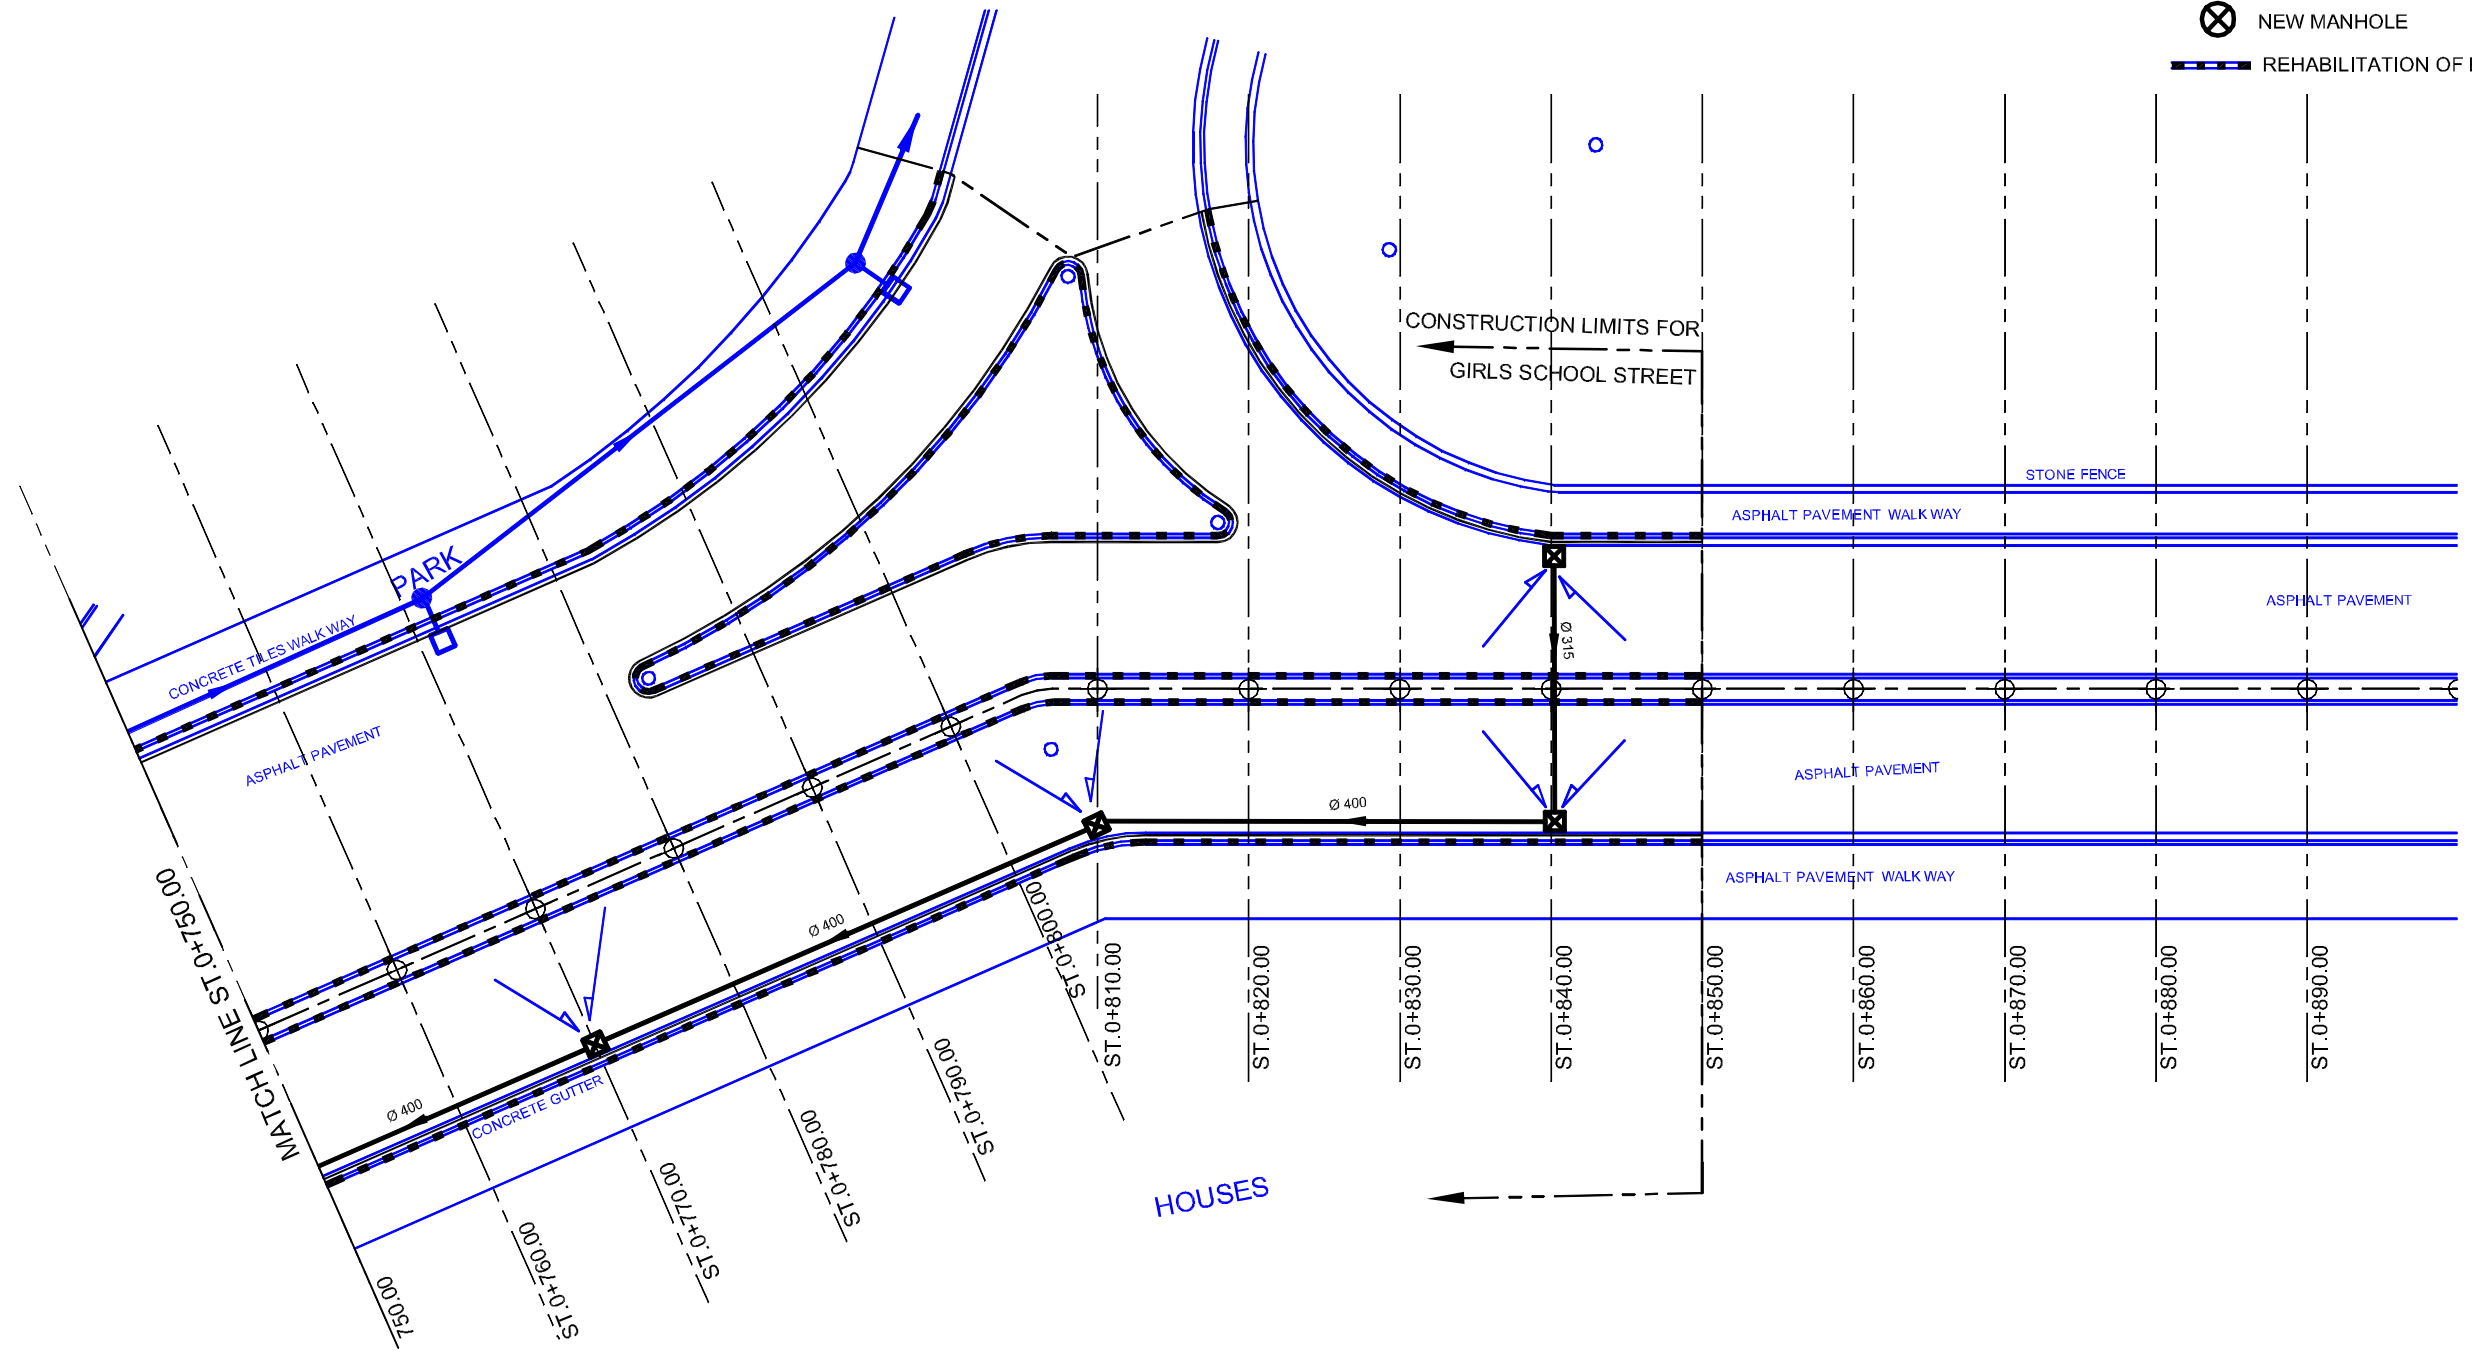 NEW MANHOLE
REHABILITATION OF
CONSTRUCTION LIMITS FOR
GIRLS SCHOOL STREET
STONE FENCE
ASPHALT PAVEMENT WALK WAY
PARK
ASPHALT PAVEMENT
CONCRETE TILES WALK WAY
Ø 315
ASPHALT PAVEMENT
ASPHALT PAVEMENT
Ø 400
ASPHALT PAVEMENT WALK WAY
Ø 400
Ø 400
CONCRETE GUTTER
MATCH LINE ST.0+750.00
750.00
ST.0+760.00
ST.0+770.00
ST.0+780.00
ST.0+790.00
ST.0+800.00
ST.0+810.00
ST.0+820.00
ST.0+830.00
ST.0+840.00
ST.0+850.00
ST.0+860.00
ST.0+870.00
ST.0+880.00
ST.0+890.00
HOUSES